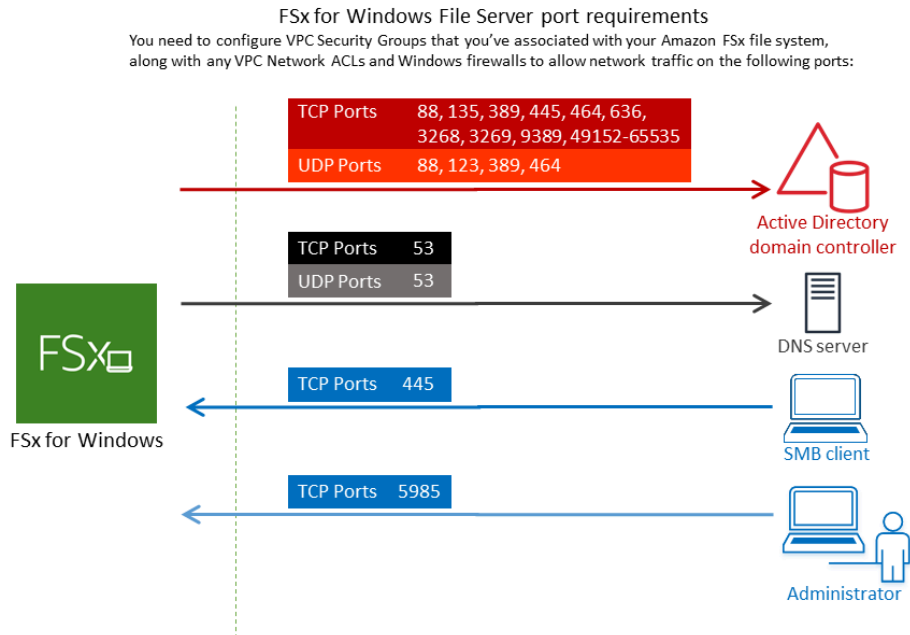 FSx for Windows File Server port requirements
You need to configure VPC Security Groups that you've associated with your Amazon FSx file system,
along with any VPC Network ACLs and Windows firewalls to allow network traffic on the following ports:
TCP Ports 88, 135, 389, 445, 464, 636,
3268, 3269, 9389, 49152-65535
UDP Ports 88, 123, 389, 464
Active Directory
domain controller
TCP Ports 53
UDP Ports 53
DNS server
FSx
FSx for Windows
TCP Ports 445
SMB client
TCP Ports 5985
Administrator